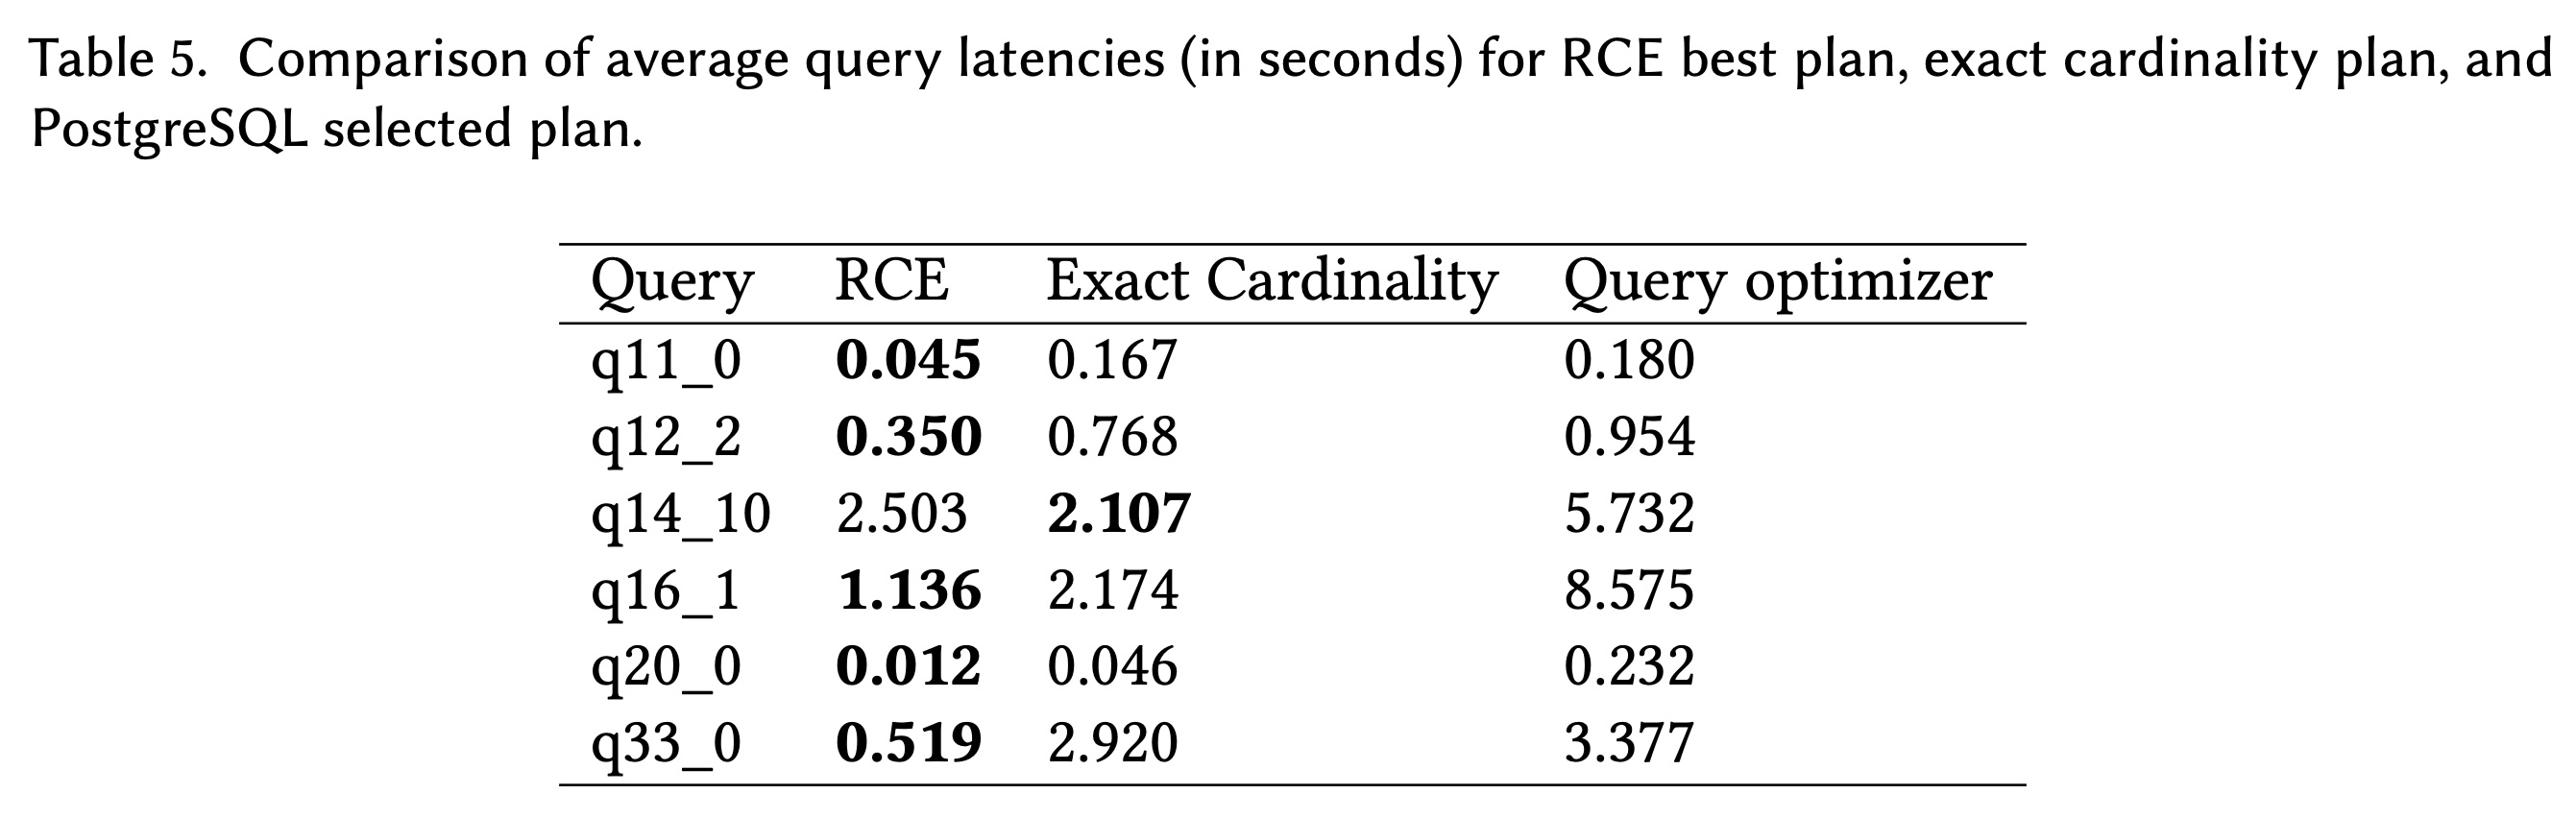 Table 5. Comparison of average query latencies (in seconds) for RCE best plan, exact cardinality plan, and
PostgreSQL selected plan.
Query RCE Exact Cardinality Query optimizer
q11_0 0.045 0.167 0.180
q12_2 0.350 0.768 0.954
q14_10 2.503 2.107 5.732
q16_1 1.136 2.174 8.575
q20_0 0.012 0.046 0.232
q33_0 0.519 2.920 3.377